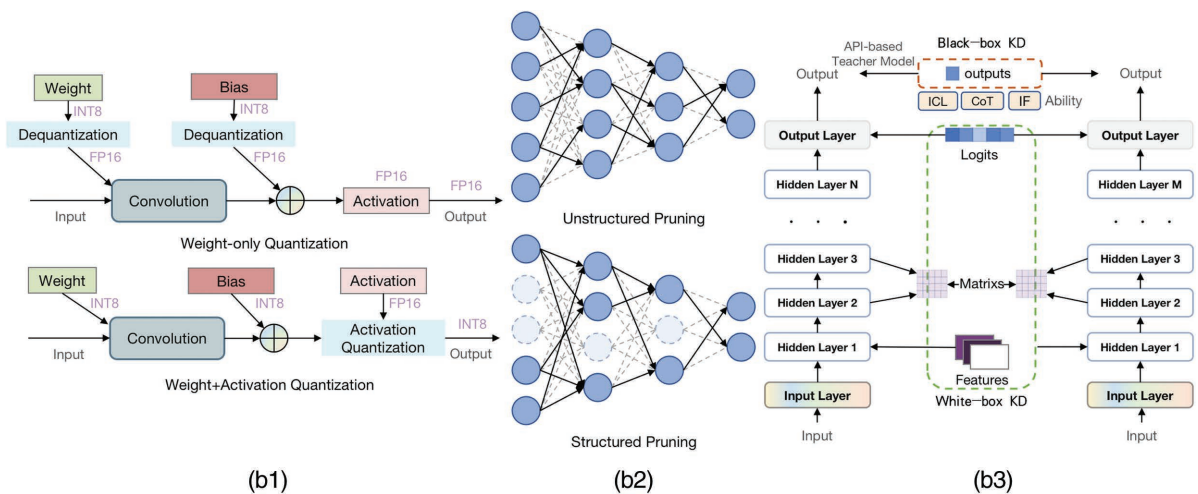 Weight
Bias
INT8
INT8
Dequantization
Dequantization
FP16
FP16
FP16
FP16
Convolution
Activation
Input
Output
Weight-only Quantization
Weight
Bias
Activation
INT8
INT8
FP16
INT8
Convolution
Activation
Quantization
Input
Output
Weight+Activation Quantization
(b1)
Unstructured Pruning
Structured Pruning
(b2)
Black-box KD
API-based
Teacher Model
Output
outputs
Output
ICL
CoT
IF
Ability
Output Layer
Logits
Output Layer
Hidden Layer N
Hidden Layer M
. . .
. . .
Hidden Layer 3
Hidden Layer 3
Matrixs
Hidden Layer 2
Hidden Layer 2
Hidden Layer 1
Hidden Layer 1
Features
Input Layer
White-box KD
Input Layer
Input
Input
(b3)